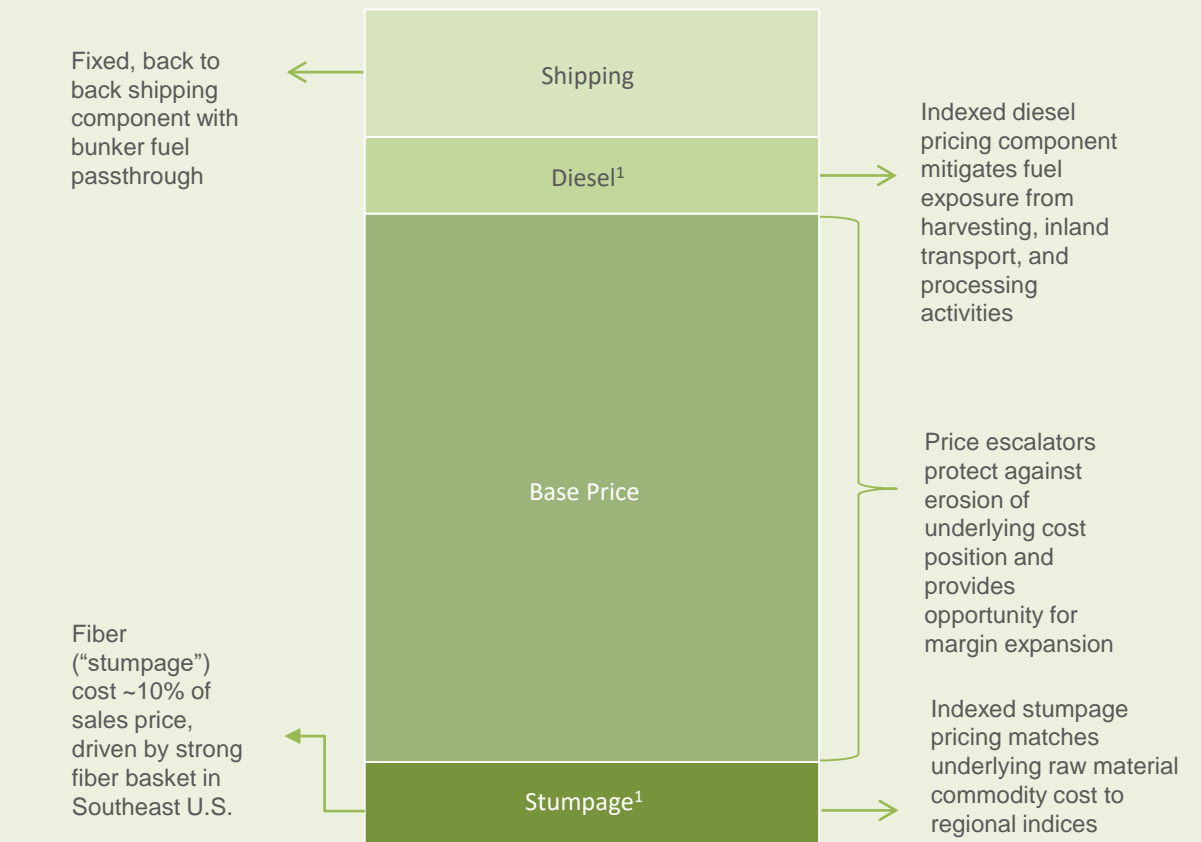 Fixed, back to
back shipping
component with
bunker fuel
passthrough
Shipping
Indexed diesel
pricing component
mitigates fuel
exposure from
harvesting, inland
transport, and
processing
activities
Diesel¹
Base Price
Price escalators
protect against
erosion of
underlying cost
position and
provides
opportunity for
margin expansion
Fiber
(“stumpage”)
cost ~10% of
sales price,
driven by strong
fiber basket in
Southeast U.S.
Stumpage¹
Indexed stumpage
pricing matches
underlying raw material
commodity cost to
regional indices